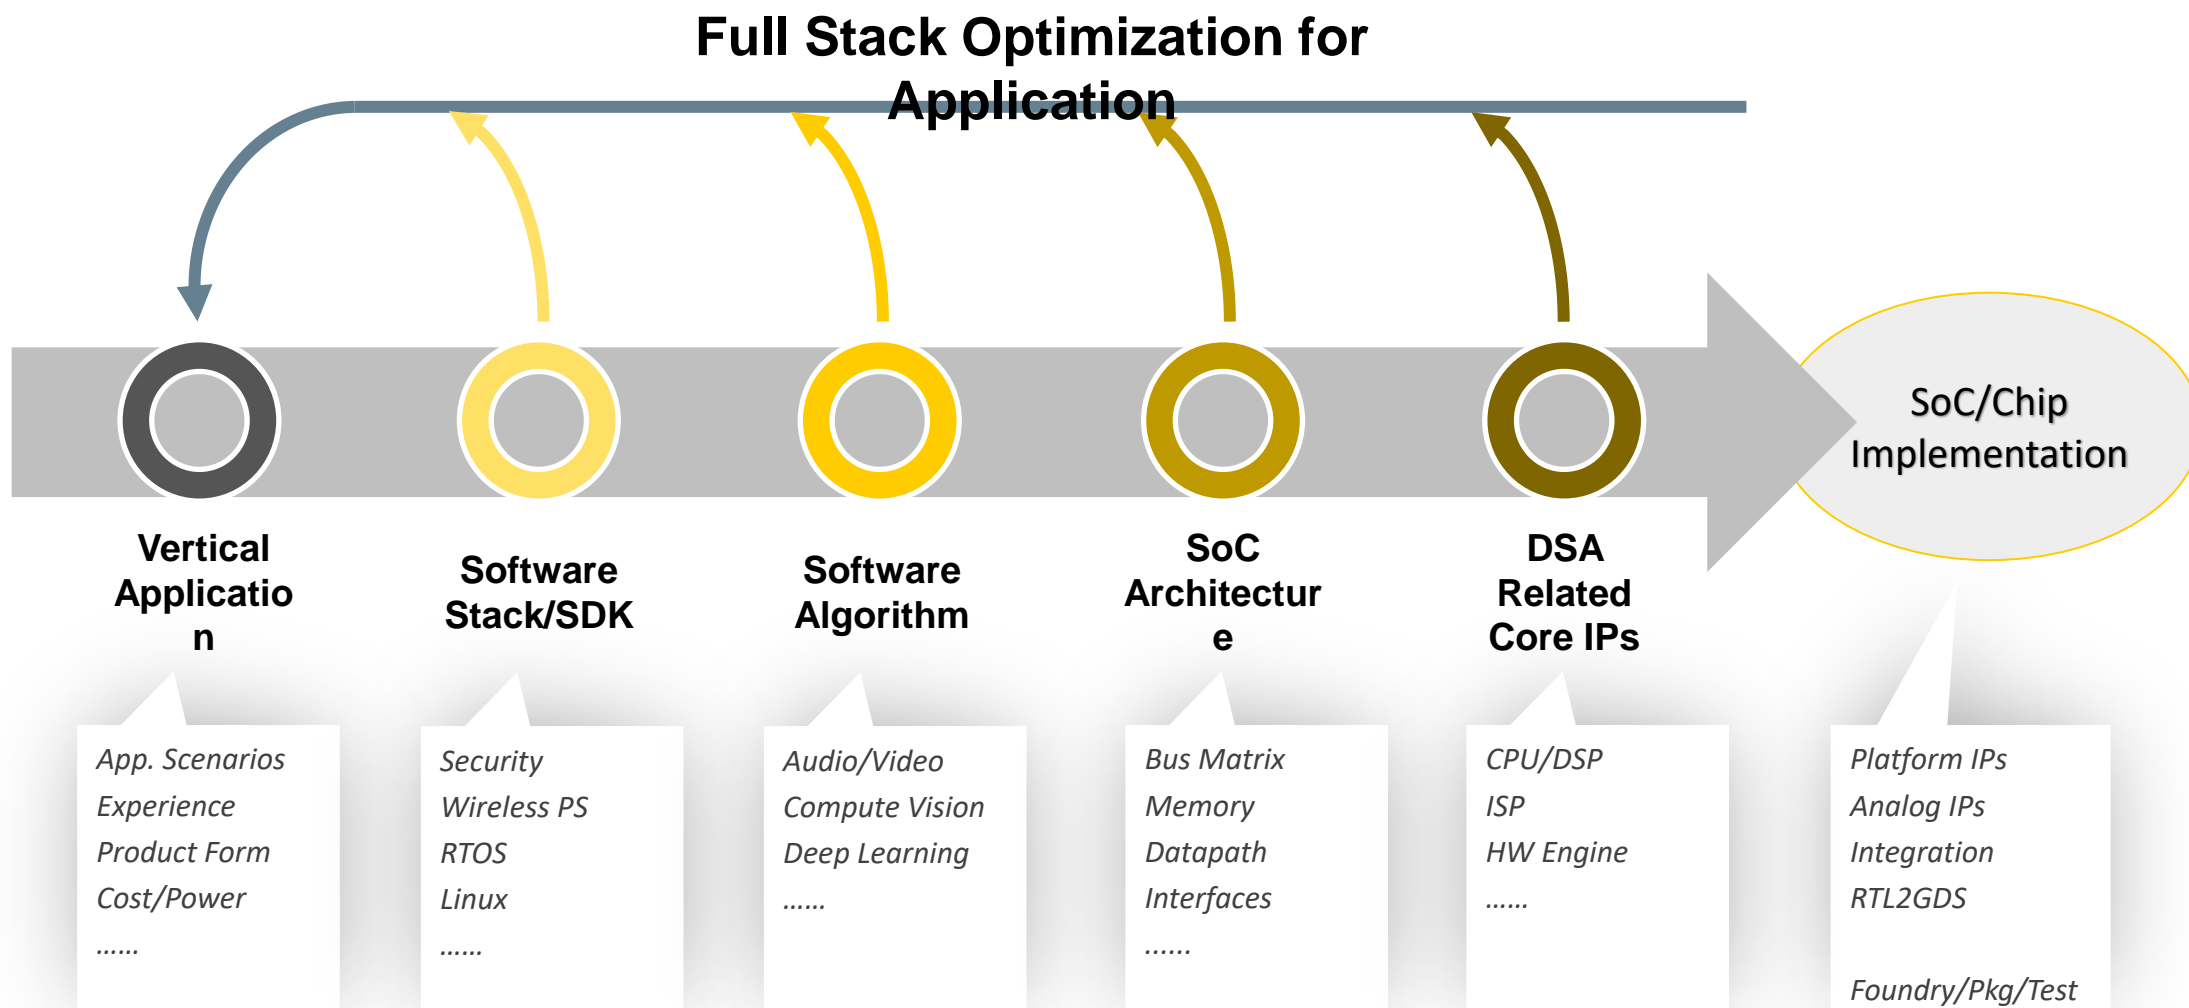 Full Stack Optimization for
Application
SoC/Chip
Implementation
Vertical
Applicatio
n
Software
Stack/SDK
Software
Algorithm
SoC
Architectur
e
DSA
Related
Core IPs
App. Scenarios
Experience
Product Form
Cost/Power
……
Security
Wireless PS
RTOS
Linux
……
Audio/Video
Compute Vision
Deep Learning
……
Bus Matrix
Memory
Datapath
Interfaces
......
CPU/DSP
ISP
HW Engine
……
Platform IPs
Analog IPs
Integration
RTL2GDS
Foundry/Pkg/Test